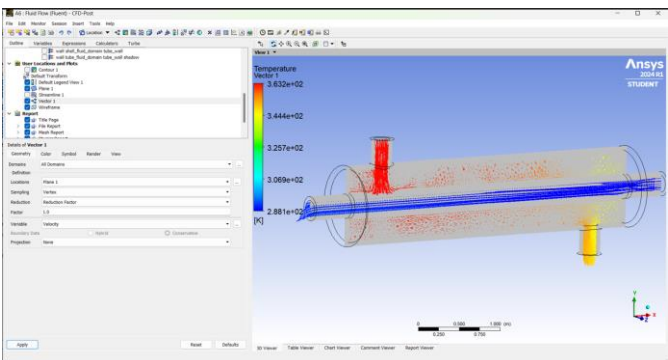 A6 : Fluid Flow (Fluent) - CFD-Post
File Edit Monitor Session Insert Tools Help
Location
Outline Variables Expressions Calculators Turbo
wall shell_fluid_domain tube_wall
wall tube_fluid_domain tube_wall shadow
User Locations and Plots
Contour 1
Default Transform
Default Legend View 1
Plane 1
Streamline 1
Vector 1
Wireframe
Report
Title Page
File Report
Mesh Report
Details of Vector 1
Geometry Color Symbol Render View
Domains All Domains
Definition
Locations Plane 1
Sampling Vertex
Reduction Reduction Factor
Factor 1.0
Variable Velocity
Boundary Data Hybrid Conservative
Projection None
Apply Reset Defaults
View 1
Temperature
Vector 1
3.632e+02
3.444e+02
3.257e+02
3.069e+02
2.881e+02
[K]
Ansys
2024 R1
STUDENT
0 0.500 1.000 (m)
0.250 0.750
Y
X
Z
3D Viewer Table Viewer Chart Viewer Comment Viewer Report Viewer